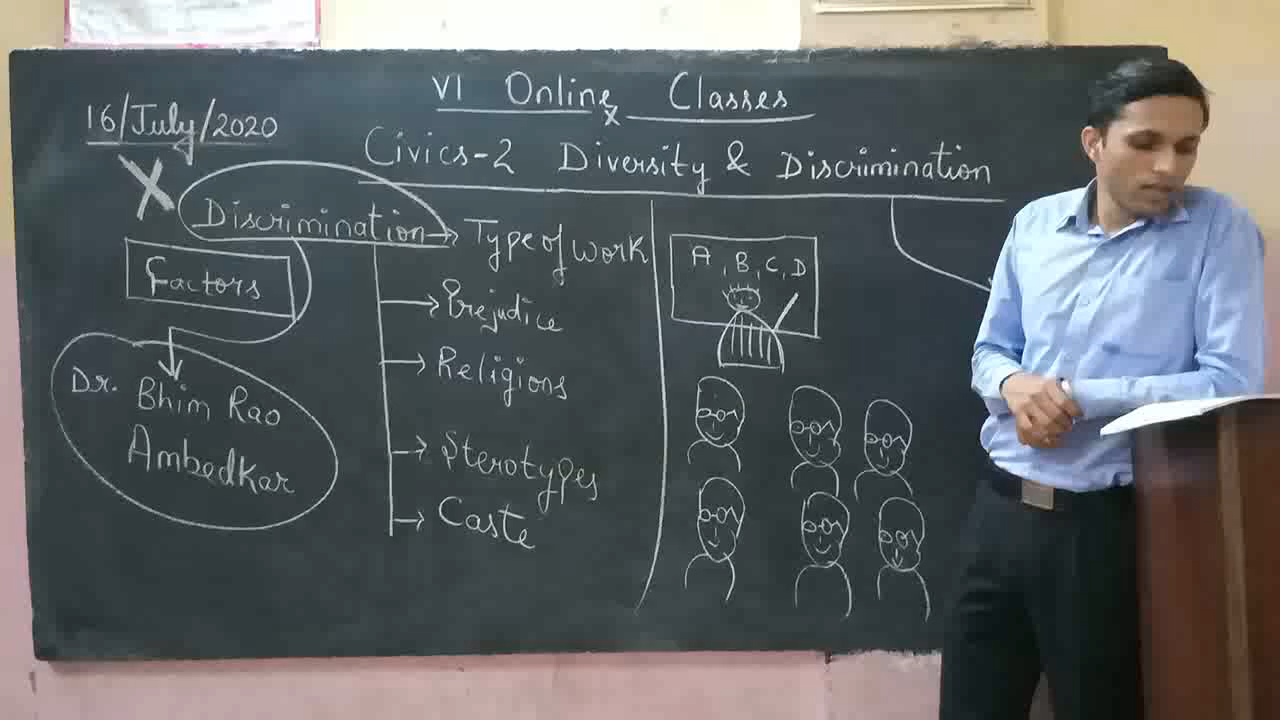 VI Online Classes
16/July/2020
Civics-2 Diversity & Discrimination
X
Discrimination → Type of work
Factors
→ Prejudice
→ Religions
→ Sterotypes
→ Caste
Dr. Bhim Rao
Ambedkar
A, B, C, D